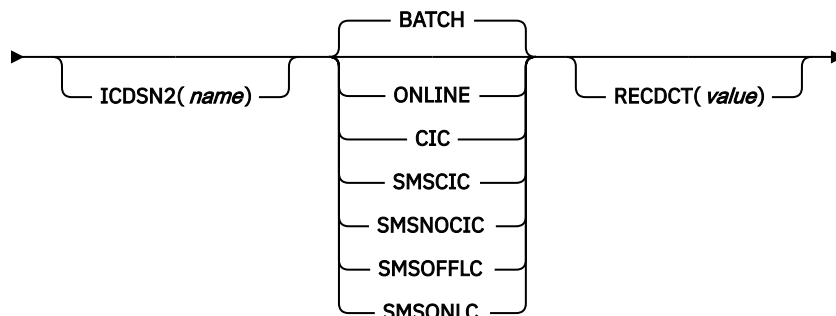 BATCH
ICDSN2( name)
ONLINE
RECDCT( value)
CIC
SMSCIC
SMSNOCIC
SMSOFFLC
SMSONLC